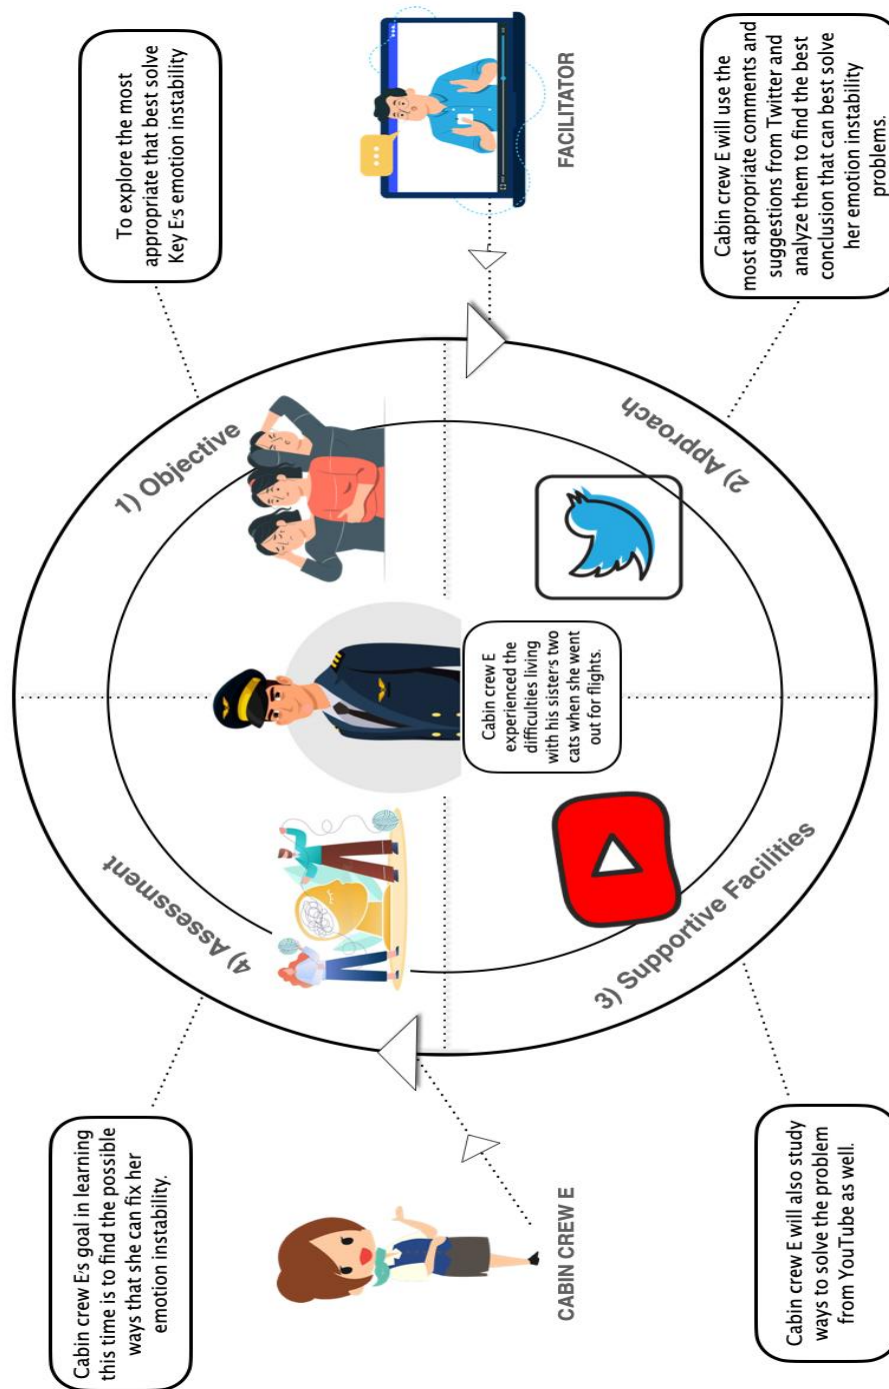 Cabin crew E's goal in learning
this time is to find the possible
ways that she can fix her
emotion instability.
To explore the most
appropriate that best solve
Key E's emotion instability
4) Assessment
1) Objective
CABIN CREW E
FACILITATOR
Cabin crew E
experienced the
difficulties living
with his sister's two
cats when she went
out for flights.
3) Supportive Facilities
2) Approach
Cabin crew E will also study
ways to solve the problem
from YouTube as well.
Cabin crew E will use the
most appropriate comments and
suggestions from Twitter and
analyze them to find the best
conclusion that can best solve
her emotion instability
problems.